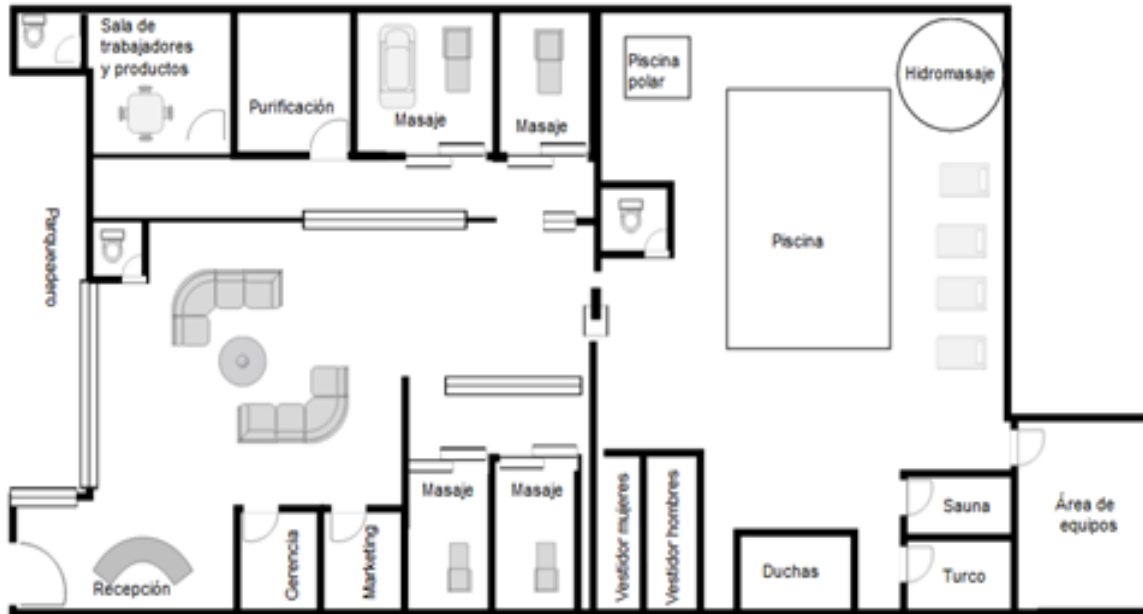 Sala de
trabajadores
y productos
Purificación
Masaje
Masaje
Piscina
polar
Hidromasaje
Parqueadero
Piscina
Masaje
Masaje
Vestidor mujeres
Vestidor hombres
Sauna
Área de
equipos
Recepción
Gerencia
Marketing
Duchas
Turco